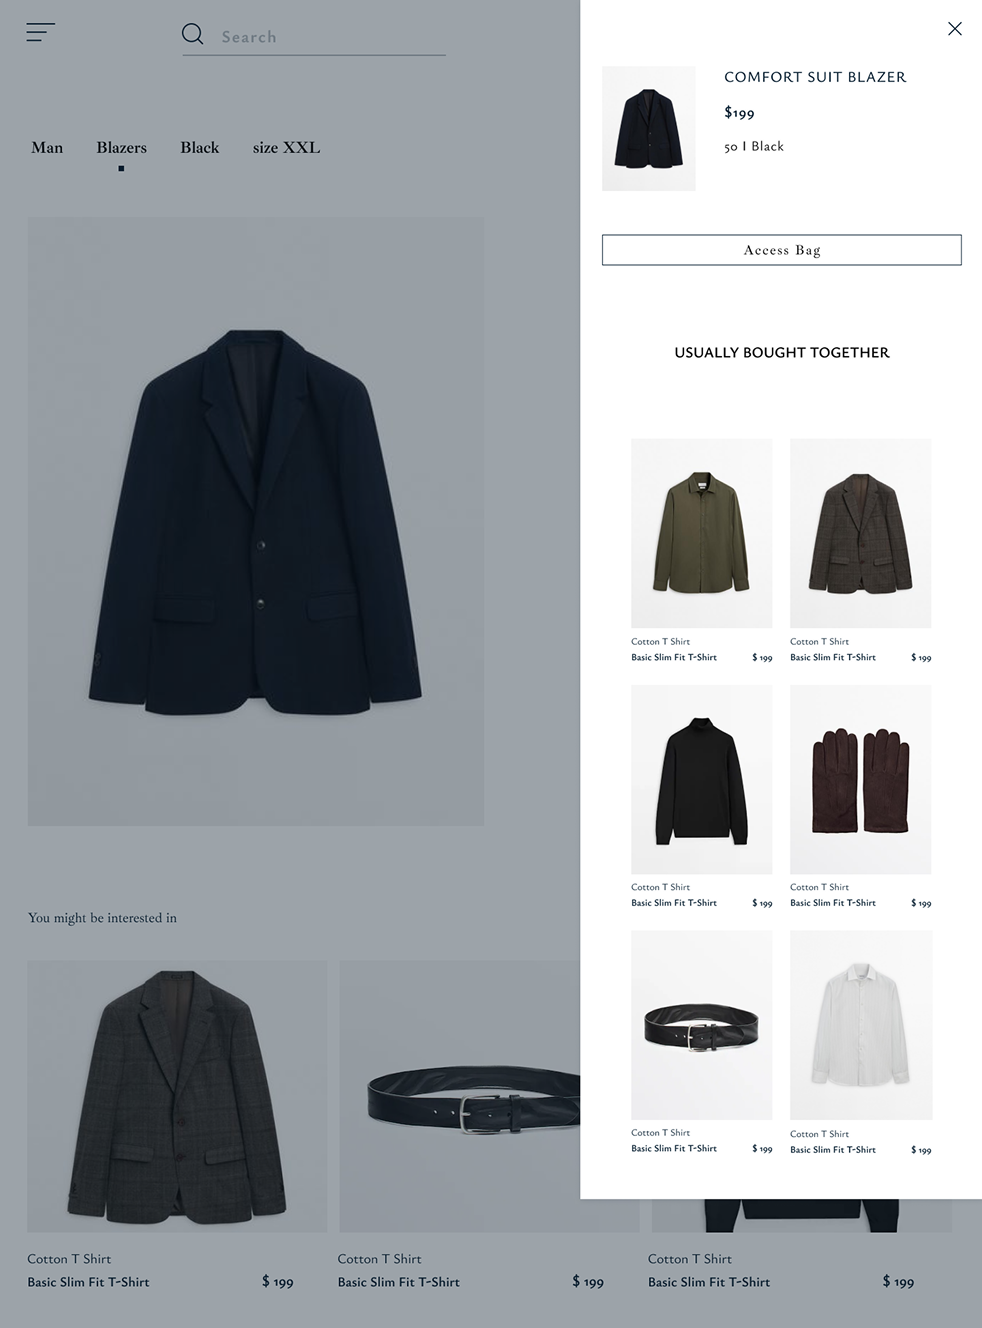 Search
Man Blazers Black size XXL
You might be interested in
Cotton T Shirt
Basic Slim Fit T-Shirt $ 199
Cotton T Shirt
Basic Slim Fit T-Shirt $ 199
Cotton T Shirt
Basic Slim Fit T-Shirt $ 199
COMFORT SUIT BLAZER
$199
50 I Black
Access Bag
USUALLY BOUGHT TOGETHER
Cotton T Shirt
Basic Slim Fit T-Shirt $ 199
Cotton T Shirt
Basic Slim Fit T-Shirt $ 199
Cotton T Shirt
Basic Slim Fit T-Shirt $ 199
Cotton T Shirt
Basic Slim Fit T-Shirt $ 199
Cotton T Shirt
Basic Slim Fit T-Shirt $ 199
Cotton T Shirt
Basic Slim Fit T-Shirt $ 199